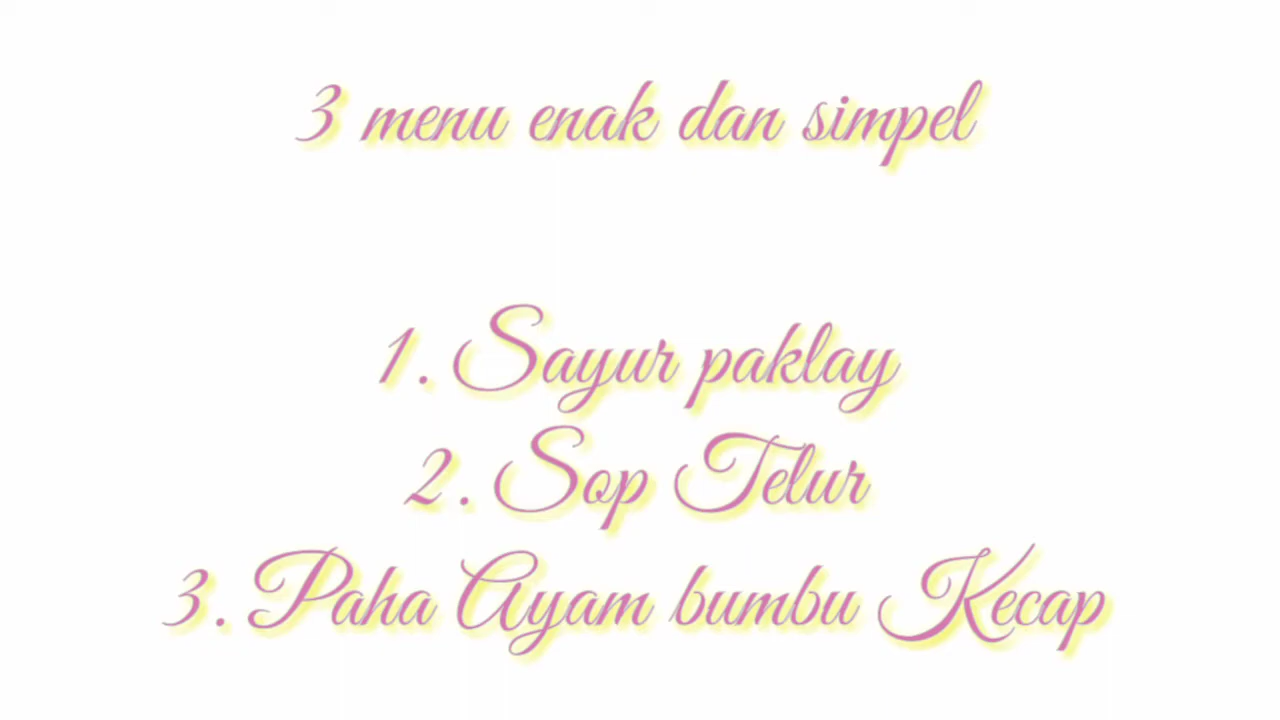 3 menu enak dan simpel
1. Sayur paklay
2. Sop Telur
3. Paha Ayam bumbu Kecap